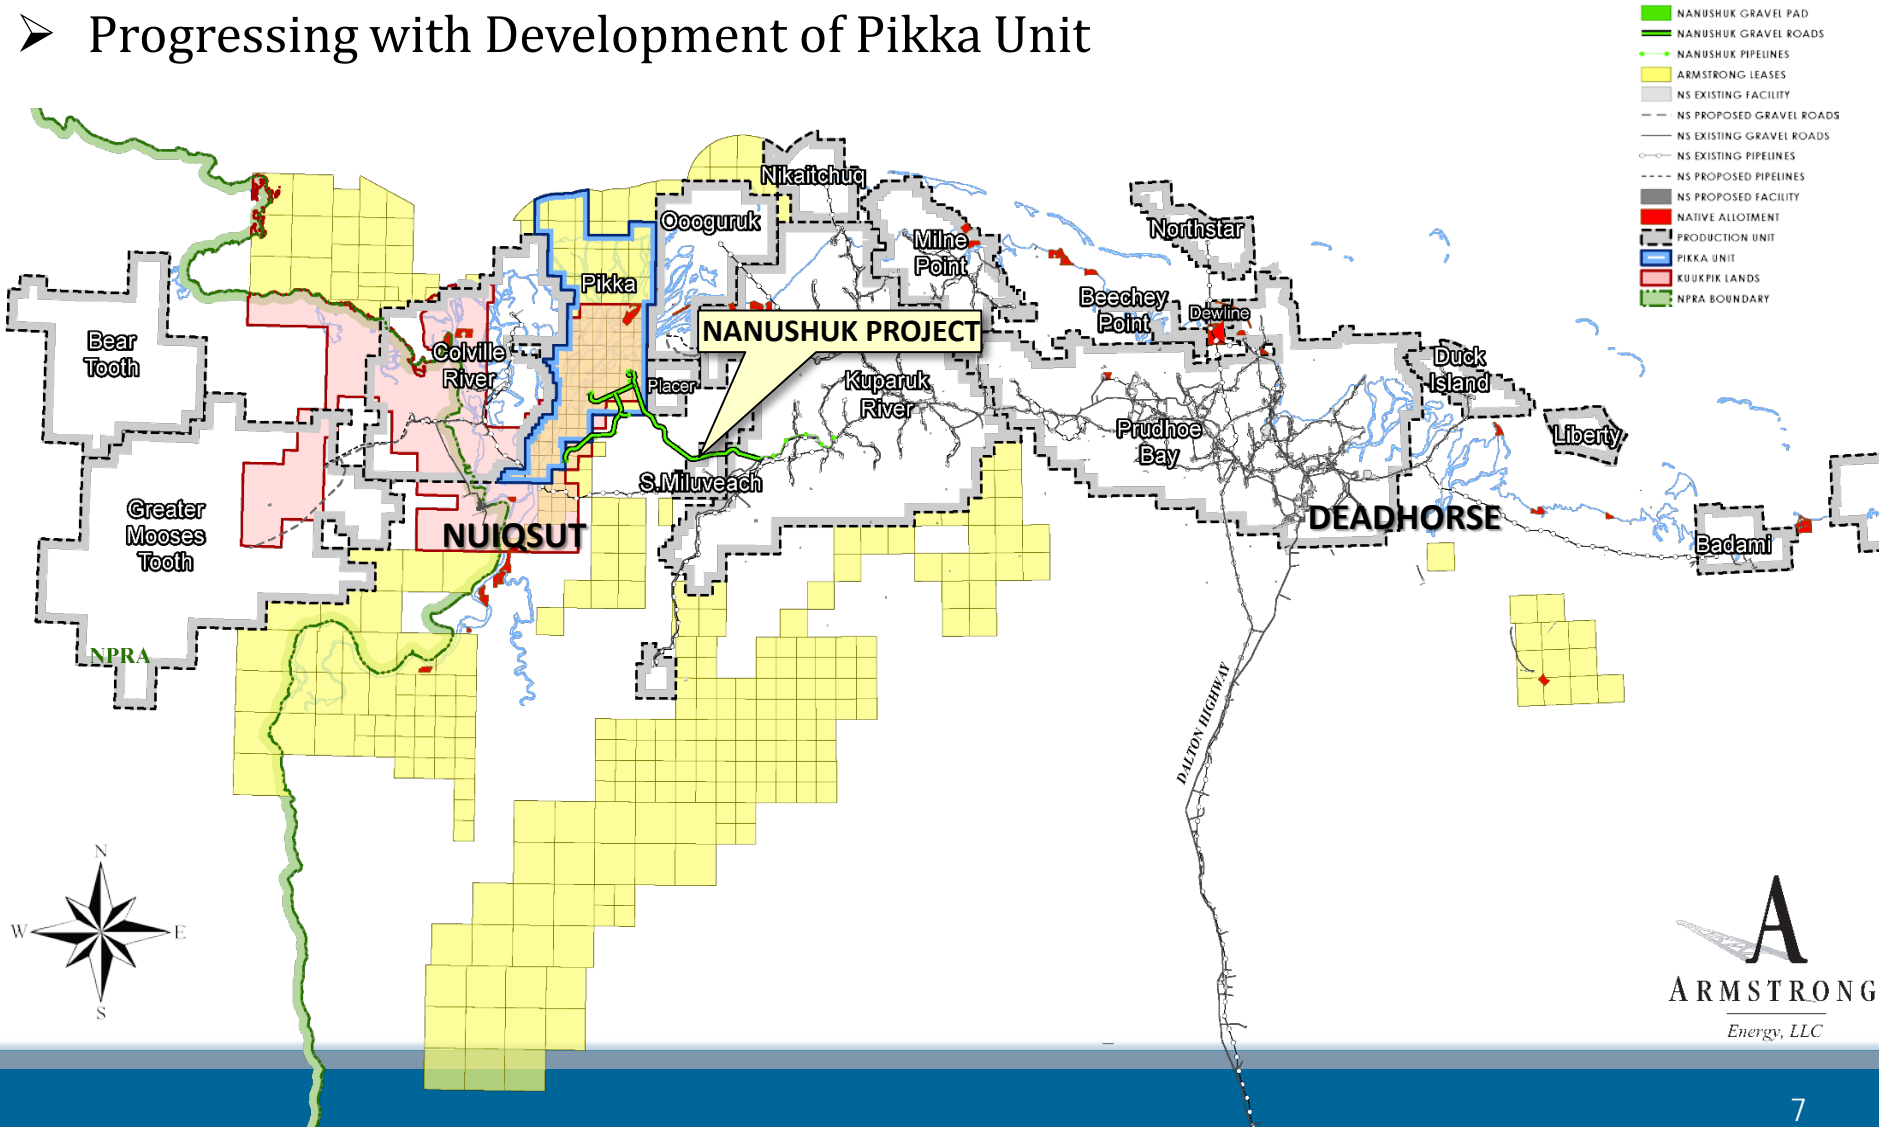 ➢ Progressing with Development of Pikka Unit
NANUSHUK GRAVEL PAD
NANUSHUK GRAVEL ROADS
NANUSHUK PIPELINES
ARMSTRONG LEASES
NS EXISTING FACILITY
NS PROPOSED GRAVEL ROADS
NS EXISTING GRAVEL ROADS
NS EXISTING PIPELINES
NS PROPOSED PIPELINES
NS PROPOSED FACILITY
NATIVE ALLOTMENT
PRODUCTION UNIT
PIKKA UNIT
KUUKPIK LANDS
NPRA BOUNDARY
Nikaitchuq
Oooguruk
Northstar
Milne
Point
Pikka
Beechey
Point
Dewline
NANUSHUK PROJECT
Bear
Tooth
Colville
River
Duck
Island
Placer
Kuparuk
River
Prudhoe
Bay
Liberty
S.Miluveach
Greater
Mooses
Tooth
NUIQSUT
DEADHORSE
Badami
NPRA
DALTON HIGHWAY
N
W
E
S
A
ARMSTRONG
Energy, LLC
7